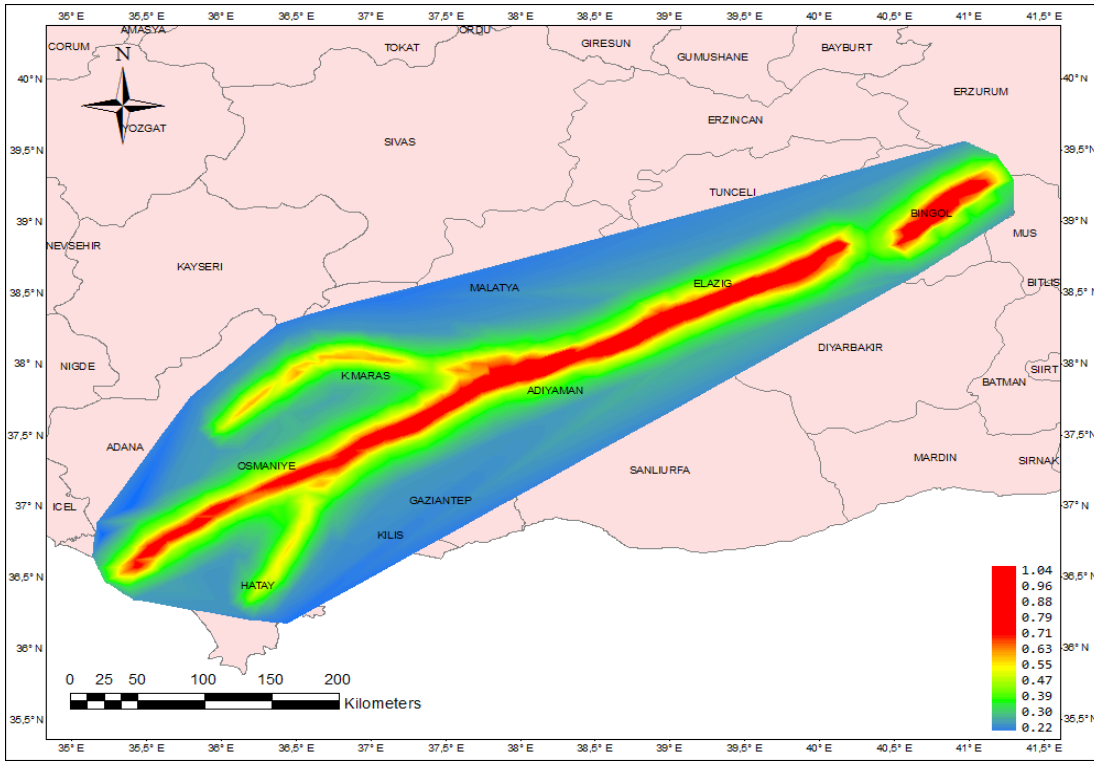 35° E 35,5° E 36° E 36,5° E 37° E 37,5° E 38° E 38,5° E 39° E 39,5° E 40° E 40,5° E 41° E 41,5° E
AMASYA ORDU
CORUM TOKAT GIRESUN GUMUSHANE BAYBURT
N
40° N 40° N
ERZURUM
YOZGAT ERZINCAN
39,5° N SIVAS 39,5° N
TUNCELI
39° N BINGOL 39° N
NEVSEHIR MUS
KAYSERI
38,5° N MALATYA ELAZIG BITLIS 38,5° N
DIYARBAKIR
38° N NIGDE K.MARAS SIIRT 38° N
ADIYAMAN BATMAN
37,5° N ADANA 37,5° N
OSMANIYE SANLIURFA MARDIN SIRNAK
37° N ICEL GAZIANTEP 37° N
KILIS
36,5° N HATAY 36,5° N
1.04
0.96
0.88
0.79
0.71
0.63
0.55
0.47
0.39
0.30
0.22
36° N 36° N
0 25 50 100 150 200
Kilometers
35,5° N 35,5° N
35° E 35,5° E 36° E 36,5° E 37° E 37,5° E 38° E 38,5° E 39° E 39,5° E 40° E 40,5° E 41° E 41,5° E